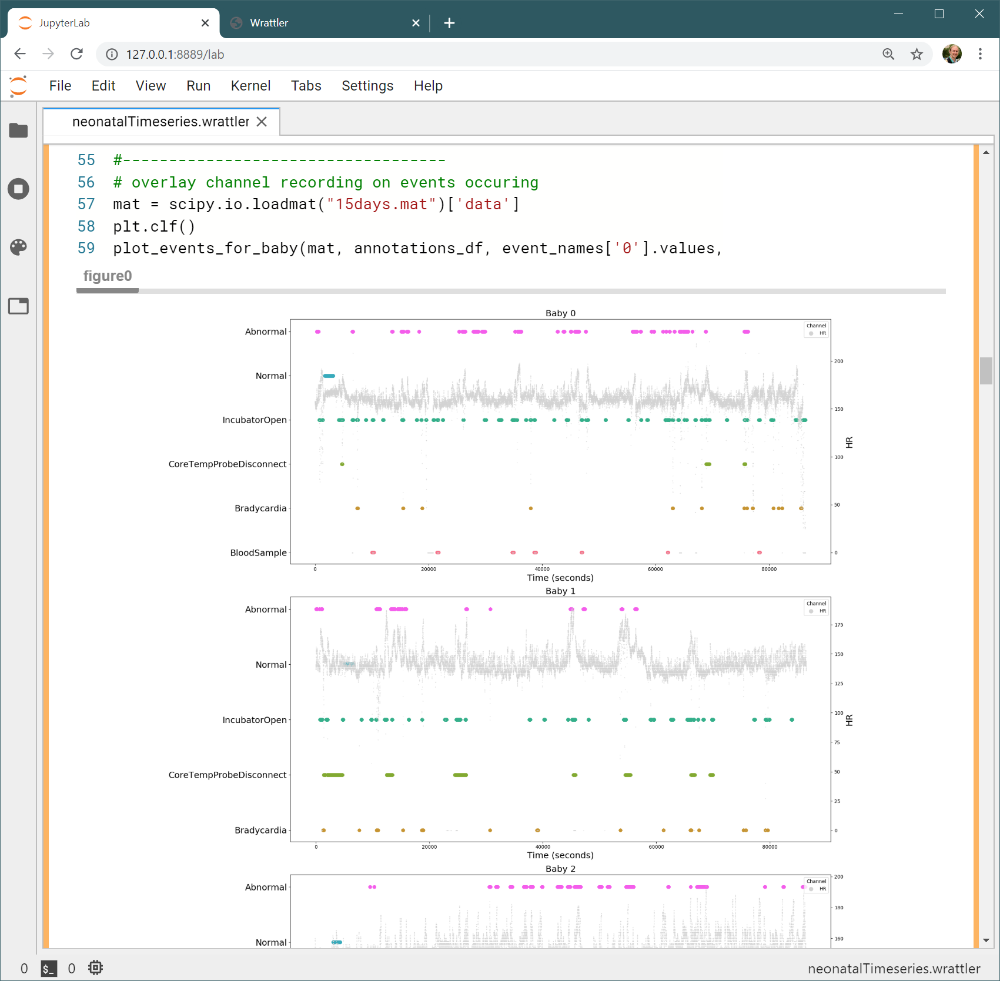 JupyterLab
Wrattler
127.0.0.1:8889/lab
File Edit View Run Kernel Tabs Settings Help
neonatalTimeseries.wrattler
55 #-----------------------------------
56 # overlay channel recording on events occuring
57 mat = scipy.io.loadmat("15days.mat")['data']
58 plt.clf()
59 plot_events_for_baby(mat, annotations_df, event_names['0'].values,
figure0
Baby 0
Abnormal
Normal
IncubatorOpen
CoreTempProbeDisconnect
Bradycardia
BloodSample
Channel
HR
200
150
100
50
0
HR
0 20000 40000 60000 80000
Time (seconds)
Baby 1
Abnormal
Normal
IncubatorOpen
CoreTempProbeDisconnect
Bradycardia
Channel
HR
175
150
125
100
75
50
25
0
HR
0 20000 40000 60000 80000
Time (seconds)
Baby 2
Abnormal
Normal
Channel
HR
200
180
160
0 $_ 0
neonatalTimeseries.wrattler